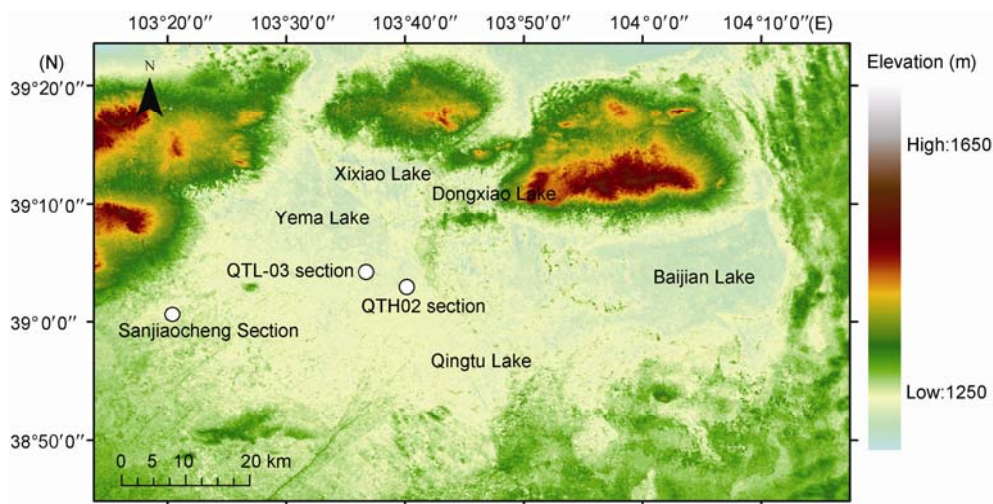 103°20′0″ 103°30′0″ 103°40′0″ 103°50′0″ 104°0′0″ 104°10′0″(E)
(N)
39°20′0″
39°10′0″
39°0′0″
38°50′0″
N
Xixiao Lake
Dongxiao Lake
Yema Lake
QTL-03 section
Baijian Lake
QTH02 section
Sanjiaocheng Section
Qingtu Lake
0 5 10 20 km
Elevation (m)
High:1650
Low:1250